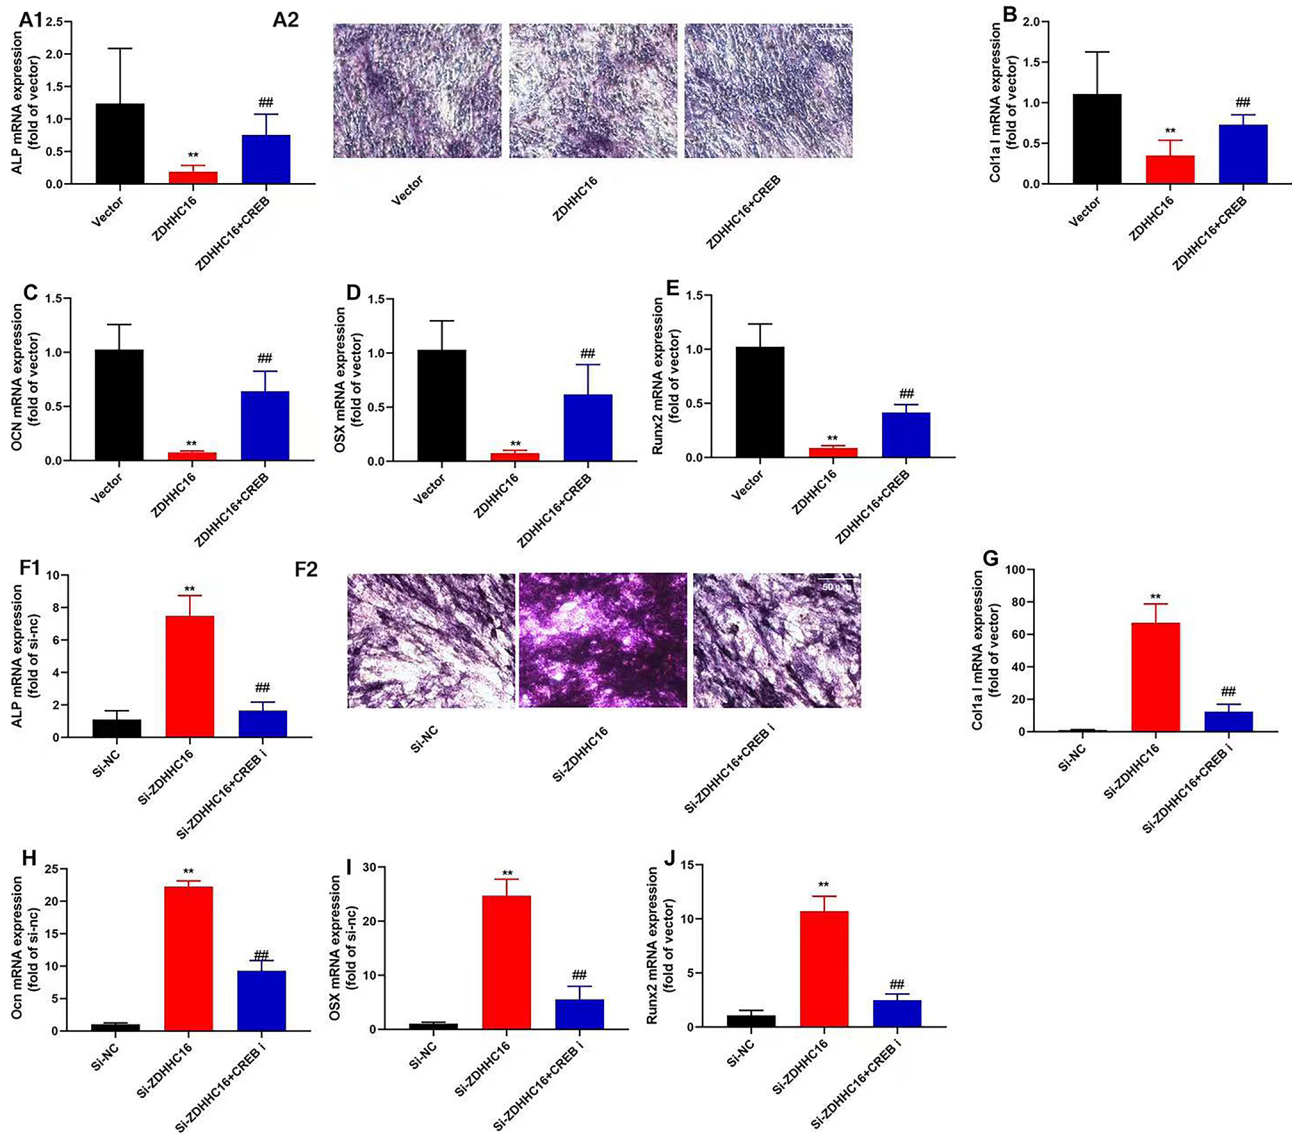 A1
ALP mRNA expression
(fold of vector)
2.5
2.0
1.5
1.0
0.5
0.0
**
##
Vector
ZDHHC16
ZDHHC16+CREB
A2
Vector
ZDHHC16
ZDHHC16+CREB
B
Col1a I mRNA expression
(fold of vector)
2.0
1.5
1.0
0.5
0.0
**
##
Vector
ZDHHC16
ZDHHC16+CREB
C
OCN mRNA expression
(fold of vector)
1.5
1.0
0.5
0.0
**
##
Vector
ZDHHC16
ZDHHC16+CREB
D
OSX mRNA expression
(fold of vector)
1.5
1.0
0.5
0.0
**
##
Vector
ZDHHC16
ZDHHC16+CREB
E
Runx2 mRNA expression
(fold of vector)
1.5
1.0
0.5
0.0
**
##
Vector
ZDHHC16
ZDHHC16+CREB
F1
ALP mRNA expression
(fold of si-nc)
10
8
6
4
2
0
**
##
Si-NC
Si-ZDHHC16
Si-ZDHHC16+CREB i
F2
Si-NC
Si-ZDHHC16
Si-ZDHHC16+CREB i
G
Col1a I mRNA expression
(fold of vector)
100
80
60
40
20
0
**
##
Si-NC
Si-ZDHHC16
Si-ZDHHC16+CREB i
H
Ocn mRNA expression
(fold of si-nc)
25
20
15
10
5
0
**
##
Si-NC
Si-ZDHHC16
Si-ZDHHC16+CREB i
I
OSX mRNA expression
(fold of si-nc)
30
20
10
0
**
##
Si-NC
Si-ZDHHC16
Si-ZDHHC16+CREB i
J
Runx2 mRNA expression
(fold of vector)
15
10
5
0
**
##
Si-NC
Si-ZDHHC16
Si-ZDHHC16+CREB i